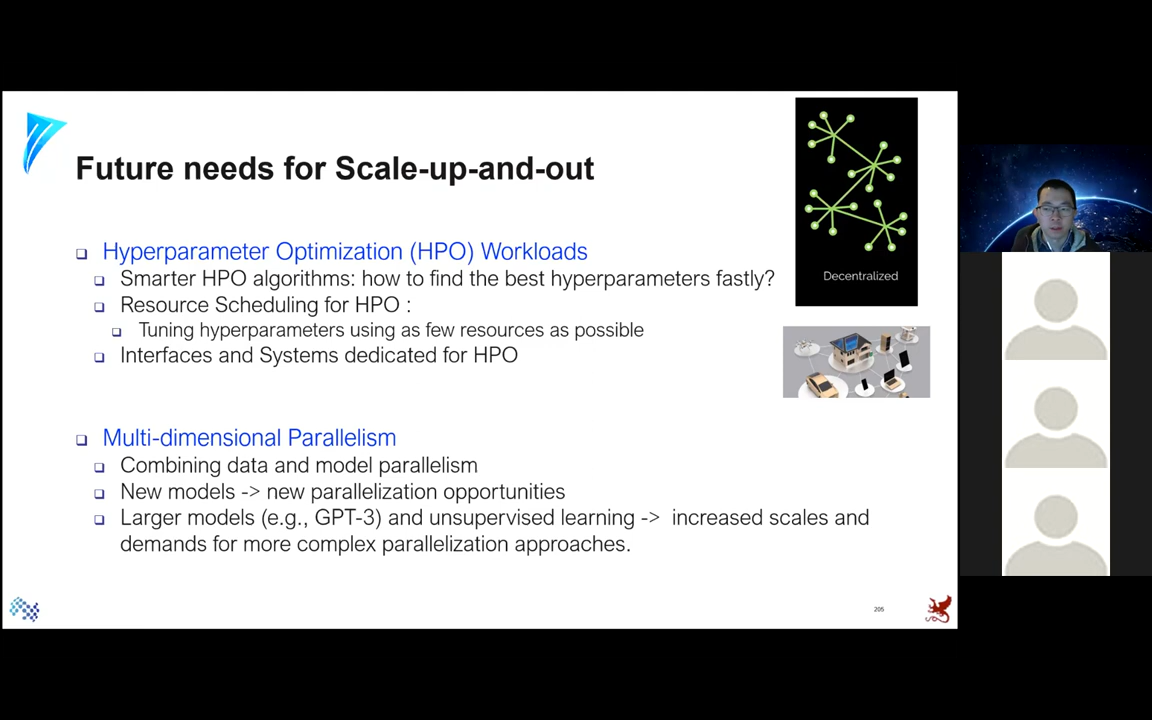 Future needs for Scale-up-and-out
Decentralized
Hyperparameter Optimization (HPO) Workloads
Smarter HPO algorithms: how to find the best hyperparameters fastly?
Resource Scheduling for HPO :
Tuning hyperparameters using as few resources as possible
Interfaces and Systems dedicated for HPO
Multi-dimensional Parallelism
Combining data and model parallelism
New models -> new parallelization opportunities
Larger models (e.g., GPT-3) and unsupervised learning -> increased scales and
demands for more complex parallelization approaches.
205